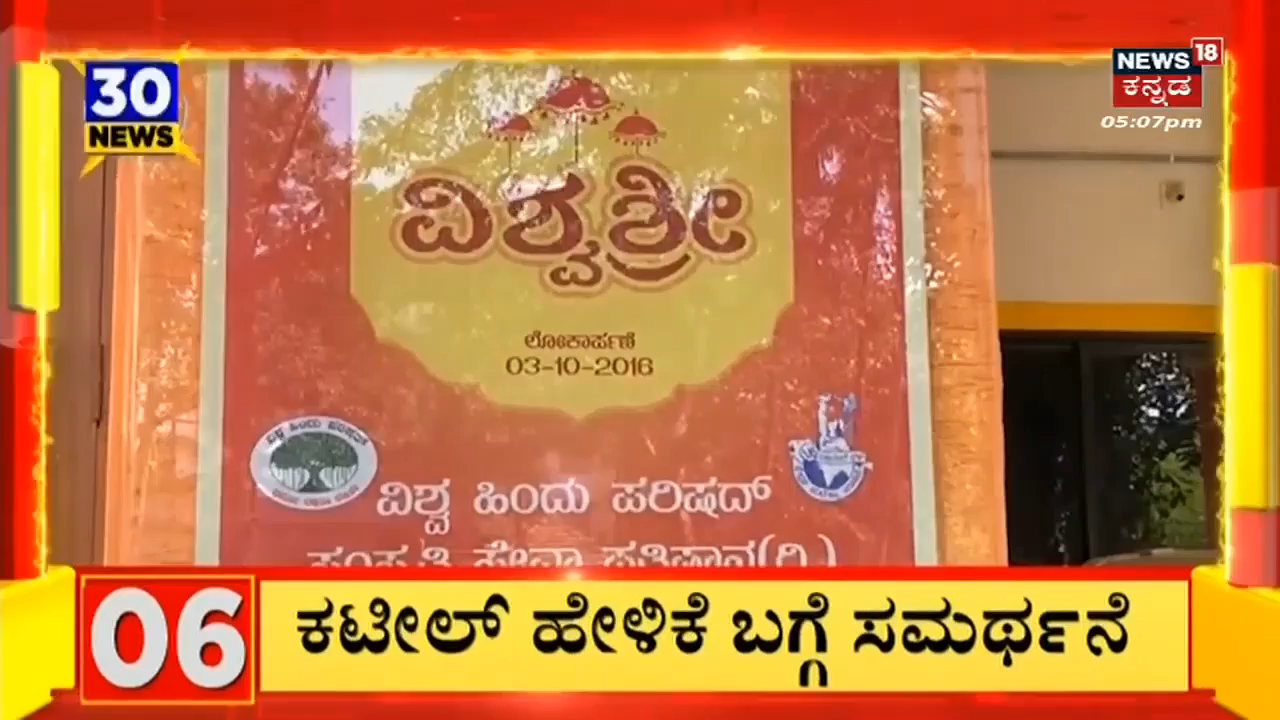 30
NEWS
NEWS 18
ಕನ್ನಡ
05:07pm
ವಿಶ್ವಶ್ರೀ
ಲೋಕಾರ್ಪಣೆ
03-10-2016
ವಿಶ್ವ ಹಿಂದು ಪರಿಷದ್
06
ಕಟೀಲ್ ಹೇಳಿಕೆ ಬಗ್ಗೆ ಸಮರ್ಥನೆ